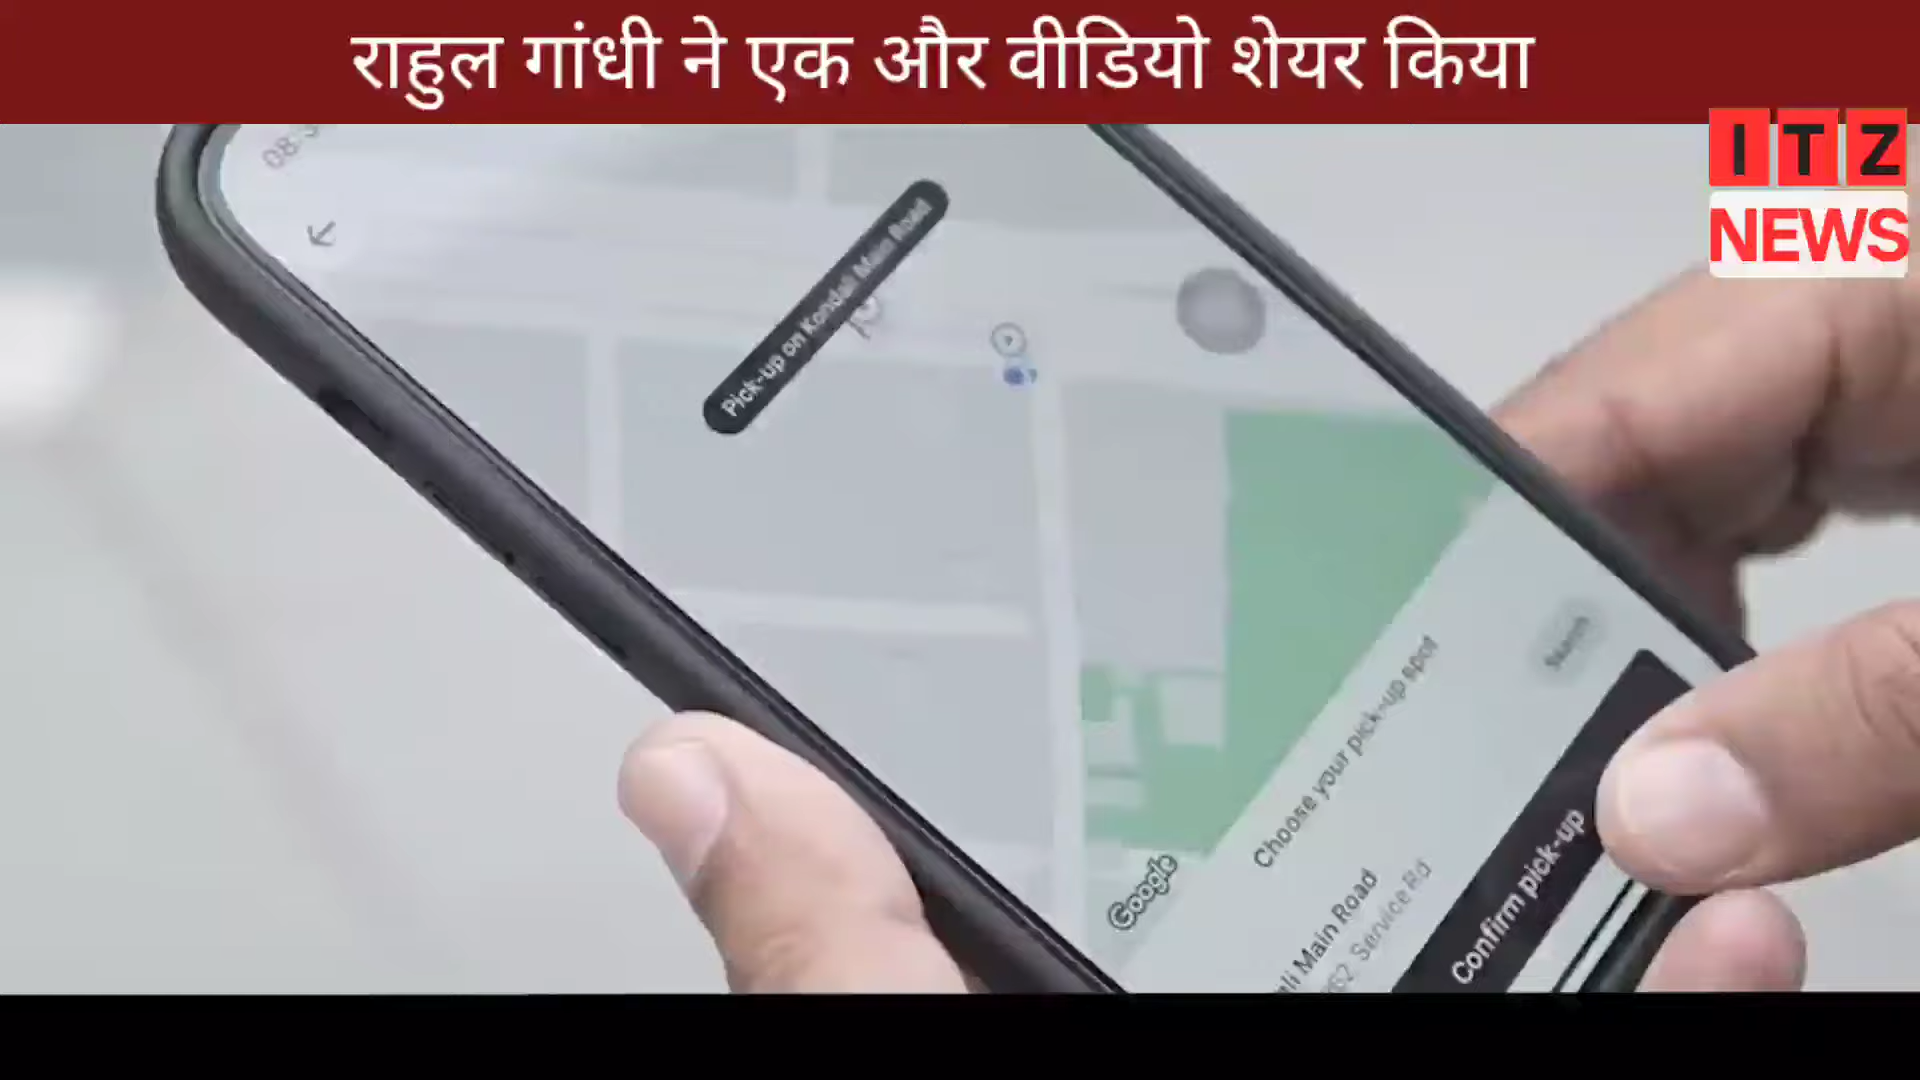 राहुल गांधी ने एक और वीडियो शेयर किया
ITZ
NEWS
Pick-up on Kondali Main Road
Google
Choose your pick-up spot
Search
Main Road
Service Rd
Confirm pick-up